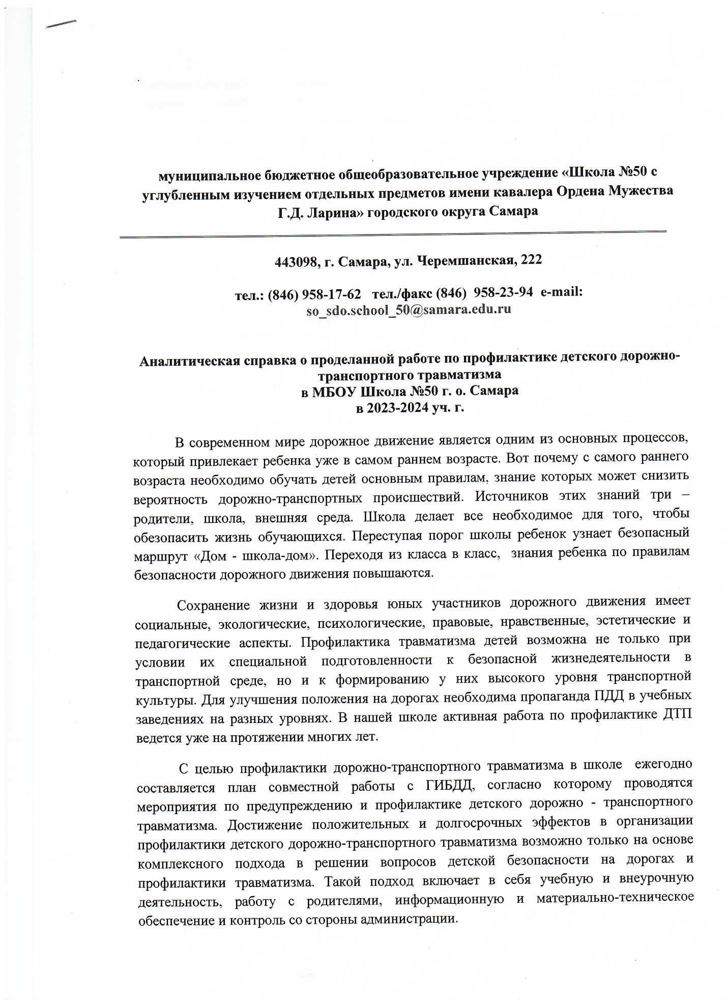 муниципальное бюджетное общеобразовательное учреждение «Школа №50 с
углубленным изучением отдельных предметов имени кавалера Ордена Мужества
Г.Д. Ларина» городского округа Самара
443098, г. Самара, ул. Черемшанская, 222
тел.: (846) 958-17-62 тел./факс (846) 958-23-94 e-mail:
so_sdo.school_50@samara.edu.ru
Аналитическая справка о проделанной работе по профилактике детского дорожно-
транспортного травматизма
в МБОУ Школа №50 г. о. Самара
в 2023-2024 уч. г.
В современном мире дорожное движение является одним из основных процессов,
который привлекает ребенка уже в самом раннем возрасте. Вот почему с самого раннего
возраста необходимо обучать детей основным правилам, знание которых может снизить
вероятность дорожно-транспортных происшествий. Источников этих знаний три –
родители, школа, внешняя среда. Школа делает все необходимое для того, чтобы
обезопасить жизнь обучающихся. Переступая порог школы ребенок узнает безопасный
маршрут «Дом - школа-дом». Переходя из класса в класс, знания ребенка по правилам
безопасности дорожного движения повышаются.
Сохранение жизни и здоровья юных участников дорожного движения имеет
социальные, экологические, психологические, правовые, нравственные, эстетические и
педагогические аспекты. Профилактика травматизма детей возможна не только при
условии их специальной подготовленности к безопасной жизнедеятельности в
транспортной среде, но и к формированию у них высокого уровня транспортной
культуры. Для улучшения положения на дорогах необходима пропаганда ПДД в учебных
заведениях на разных уровнях. В нашей школе активная работа по профилактике ДТП
ведется уже на протяжении многих лет.
С целью профилактики дорожно-транспортного травматизма в школе ежегодно
составляется план совместной работы с ГИБДД, согласно которому проводятся
мероприятия по предупреждению и профилактике детского дорожно - транспортного
травматизма. Достижение положительных и долгосрочных эффектов в организации
профилактики детского дорожно-транспортного травматизма возможно только на основе
комплексного подхода в решении вопросов детской безопасности на дорогах и
профилактики травматизма. Такой подход включает в себя учебную и внеурочную
деятельность, работу с родителями, информационную и материально-техническое
обеспечение и контроль со стороны администрации.